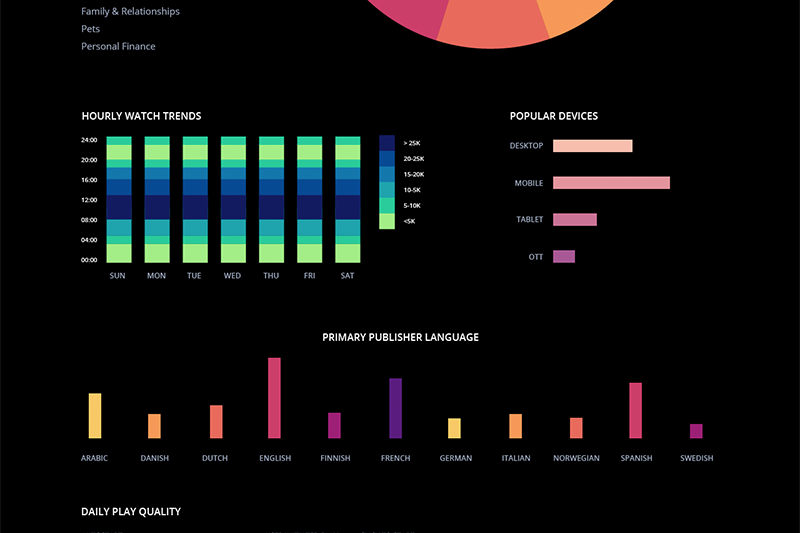 Family & Relationships
Pets
Personal Finance
HOURLY WATCH TRENDS
24:00
20:00
16:00
12:00
08:00
04:00
00:00
SUN MON TUE WED THU FRI SAT
> 25K
20-25K
15-20K
10-5K
5-10K
<5K
POPULAR DEVICES
DESKTOP
MOBILE
TABLET
OTT
PRIMARY PUBLISHER LANGUAGE
ARABIC DANISH DUTCH ENGLISH FINNISH FRENCH GERMAN ITALIAN NORWEGIAN SPANISH SWEDISH
DAILY PLAY QUALITY